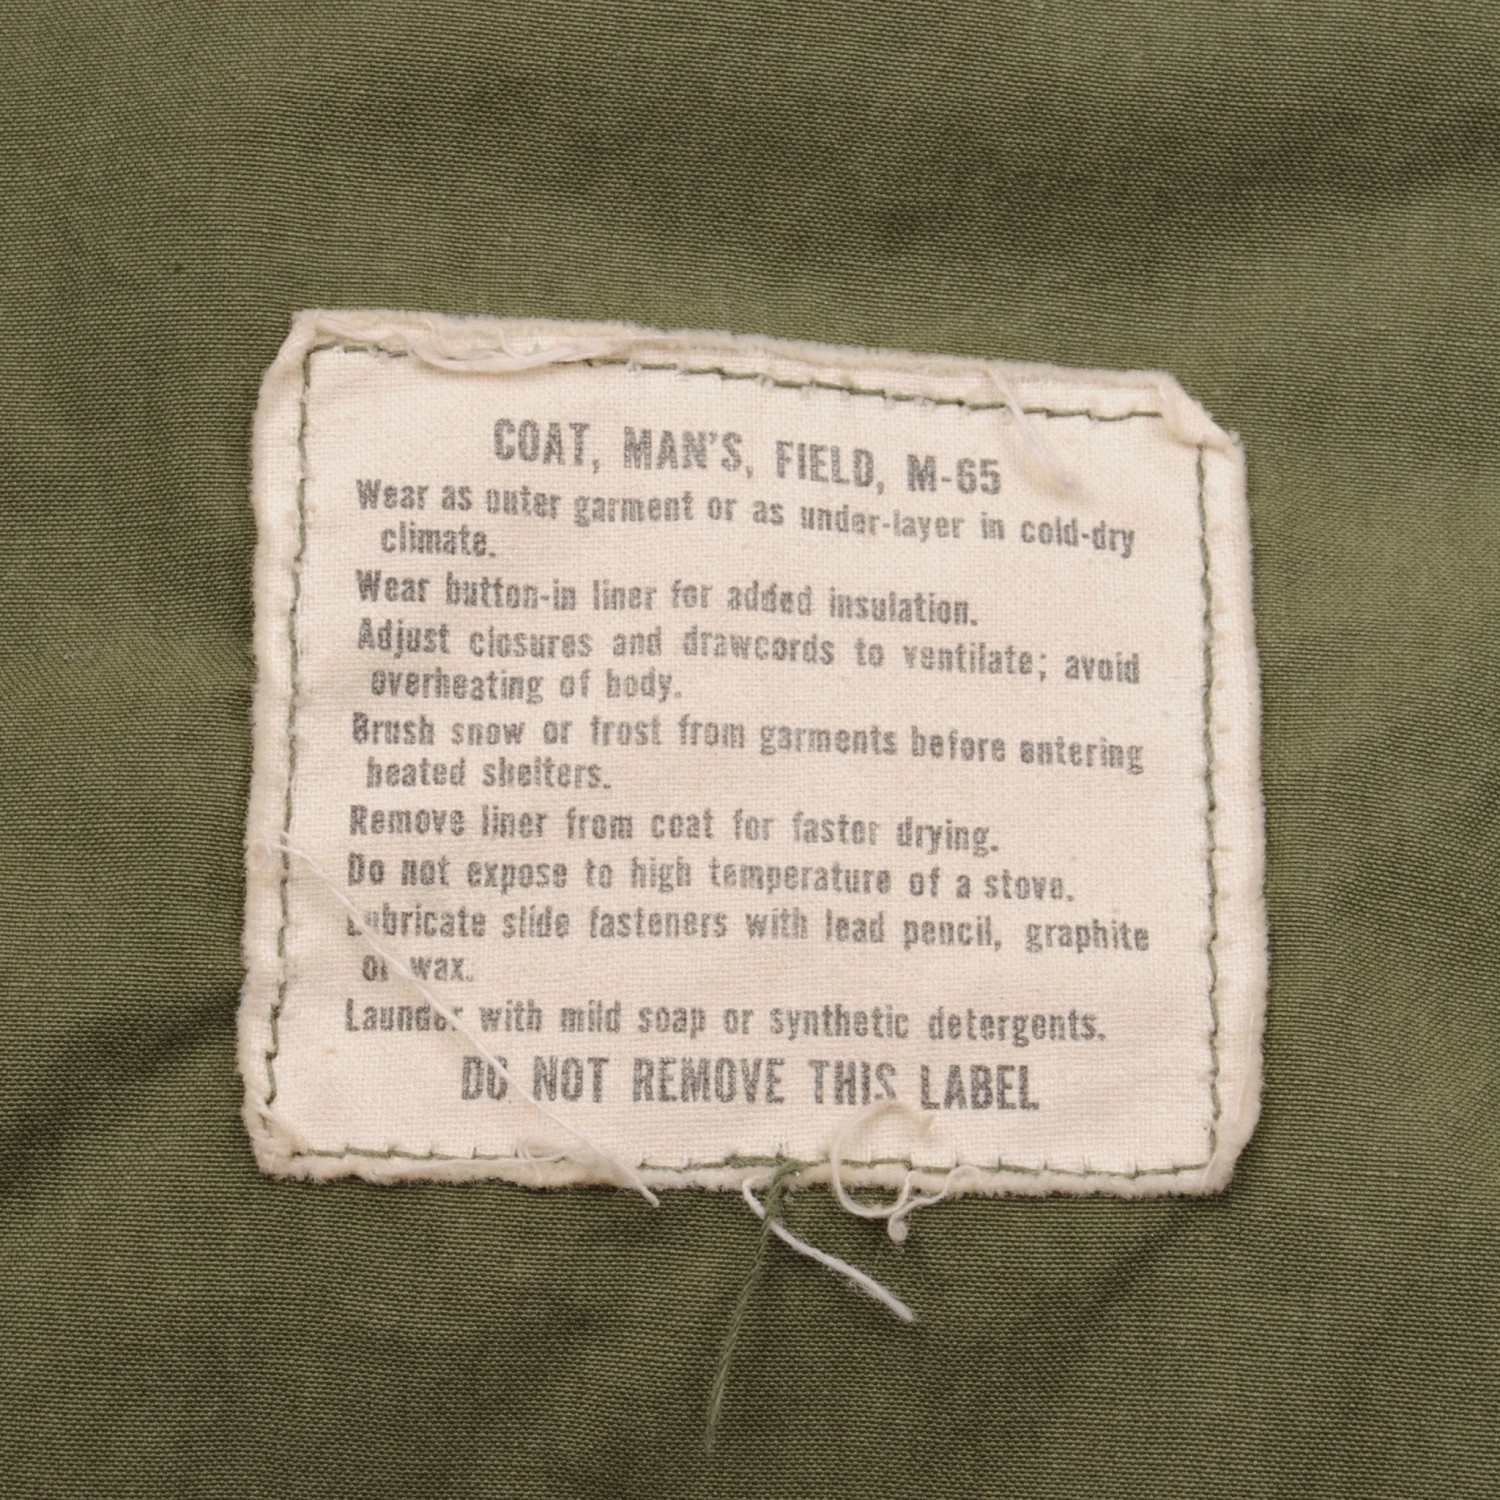 COAT, MAN'S, FIELD, M-65
Wear as outer garment or as under-layer in cold-dry
climate.
Wear button-in liner for added insulation.
Adjust closures and drawcords to ventilate; avoid
overheating of body.
Brush snow or frost from garments before entering
heated shelters.
Remove liner from coat for faster drying.
Do not expose to high temperature of a stove.
Lubricate slide fasteners with lead pencil, graphite
or wax.
Launder with mild soap or synthetic detergents.
DO NOT REMOVE THIS LABEL